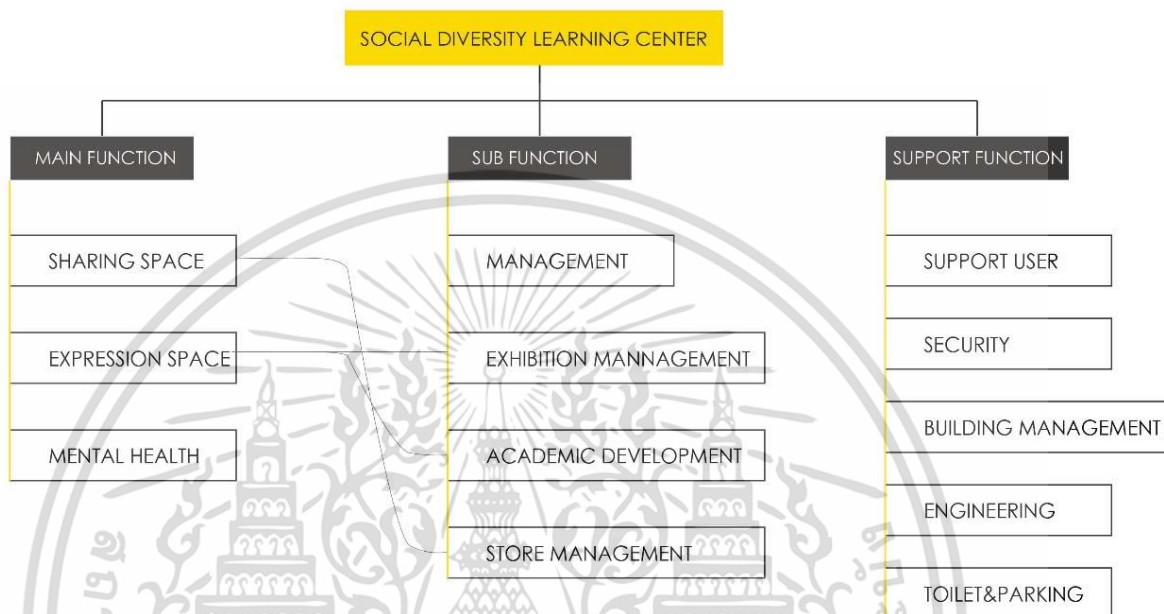 SOCIAL DIVERSITY LEARNING CENTER
MAIN FUNCTION
SHARING SPACE
EXPRESSION SPACE
MENTAL HEALTH
SUB FUNCTION
MANAGEMENT
EXHIBITION MANNAGEMENT
ACADEMIC DEVELOPMENT
STORE MANAGEMENT
SUPPORT FUNCTION
SUPPORT USER
SECURITY
BUILDING MANAGEMENT
ENGINEERING
TOILET&PARKING